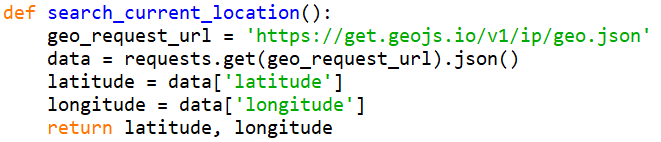 def search_current_location():
    geo_request_url = 'https://get.geojs.io/v1/ip/geo.json'
    data = requests.get(geo_request_url).json()
    latitude = data['latitude']
    longitude = data['longitude']
    return latitude, longitude